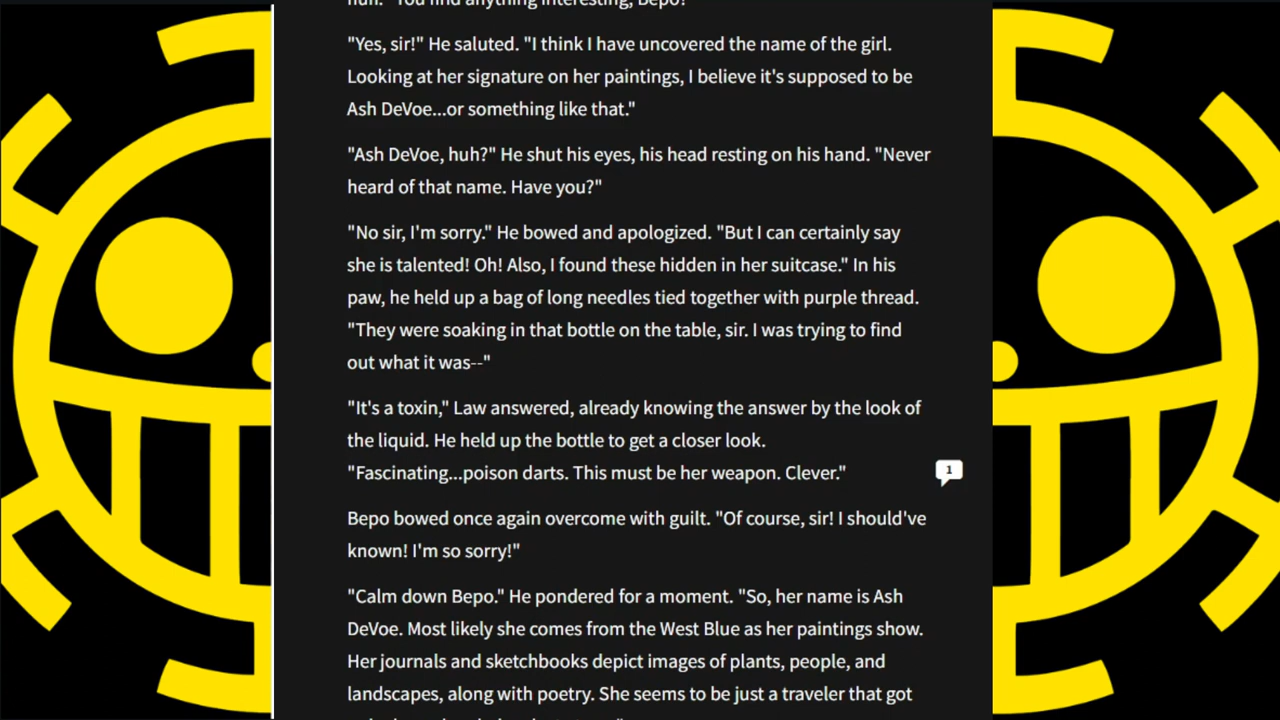 huh. "You find anything interesting, Bepo?"
"Yes, sir!" He saluted. "I think I have uncovered the name of the girl.
Looking at her signature on her paintings, I believe it's supposed to be
Ash DeVoe...or something like that."
"Ash DeVoe, huh?" He shut his eyes, his head resting on his hand. "Never
heard of that name. Have you?"
"No sir, I'm sorry." He bowed and apologized. "But I can certainly say
she is talented! Oh! Also, I found these hidden in her suitcase." In his
paw, he held up a bag of long needles tied together with purple thread.
"They were soaking in that bottle on the table, sir. I was trying to find
out what it was--"
"It's a toxin," Law answered, already knowing the answer by the look of
the liquid. He held up the bottle to get a closer look.
"Fascinating...poison darts. This must be her weapon. Clever."
1
Bepo bowed once again overcome with guilt. "Of course, sir! I should've
known! I'm so sorry!"
"Calm down Bepo." He pondered for a moment. "So, her name is Ash
DeVoe. Most likely she comes from the West Blue as her paintings show.
Her journals and sketchbooks depict images of plants, people, and
landscapes, along with poetry. She seems to be just a traveler that got